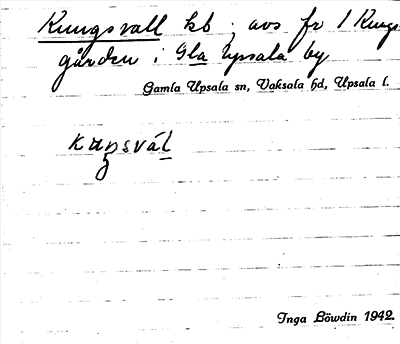 Kungsvall hb ; avs fr 1 Kungs
gården i Gla Upsala by
Gamla Upsala sn, Vaksala hd, Upsala l.
kuŋsvál
Inga Löwdin 1942.